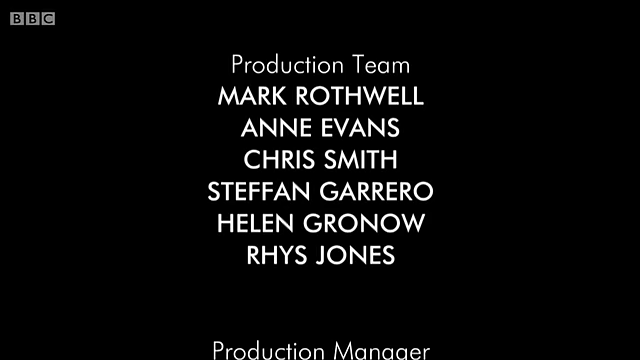 BBC
Production Team
MARK ROTHWELL
ANNE EVANS
CHRIS SMITH
STEFFAN GARRERO
HELEN GRONOW
RHYS JONES
Production Manager